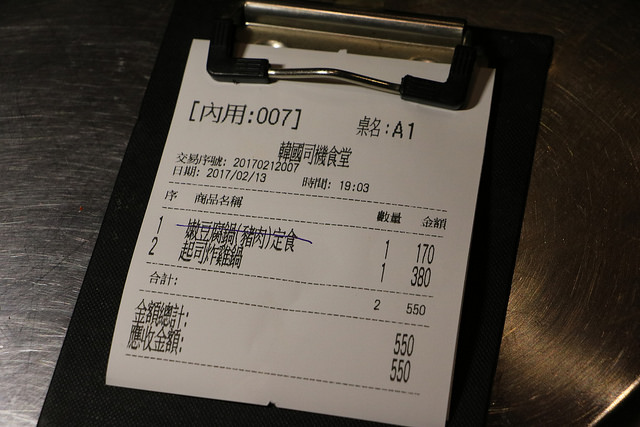 [內用:007] 桌名:A1
韓國司機食堂
交易序號: 20170212007
日期: 2017/02/13 時間: 19:03
序 商品名稱 數量 金額
1 嫩豆腐鍋(豬肉)定食 1 170
2 起司炸雞鍋 1 380
合計: 2 550
金額總計: 550
應收金額: 550